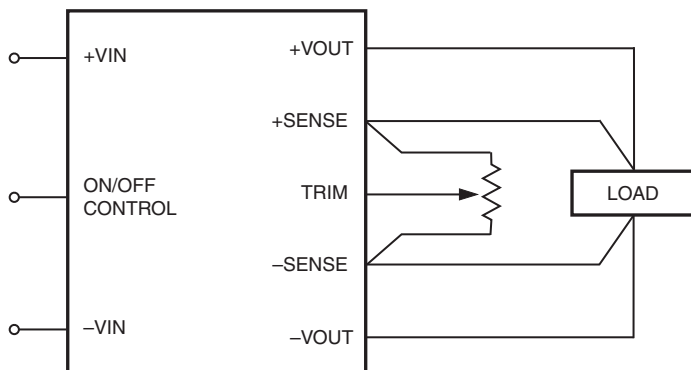 +VIN
ON/OFF
CONTROL
–VIN
+VOUT
+SENSE
TRIM
–SENSE
–VOUT
LOAD